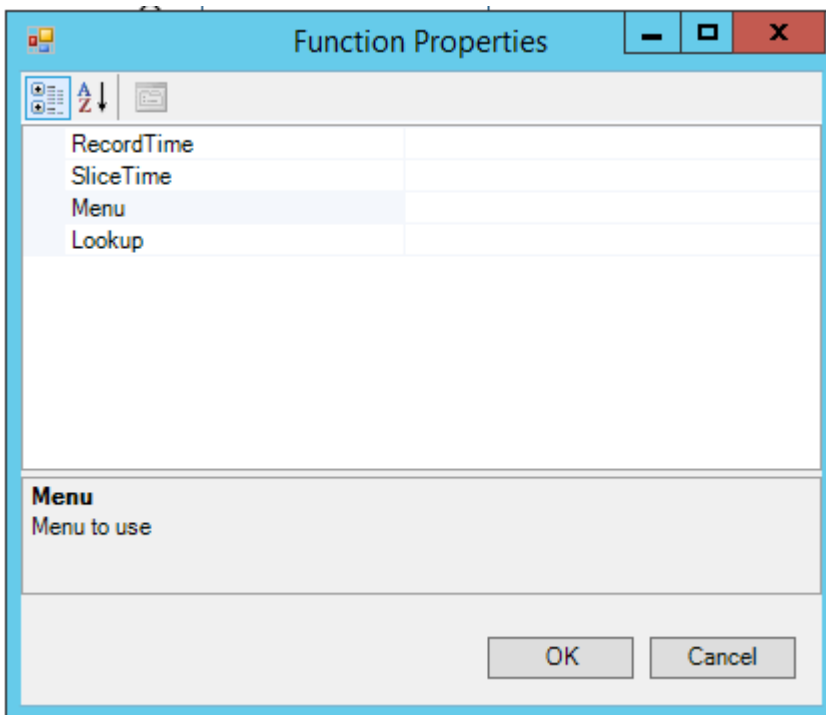 Function Properties
RecordTime
SliceTime
Menu
Lookup
Menu
Menu to use
OK
Cancel